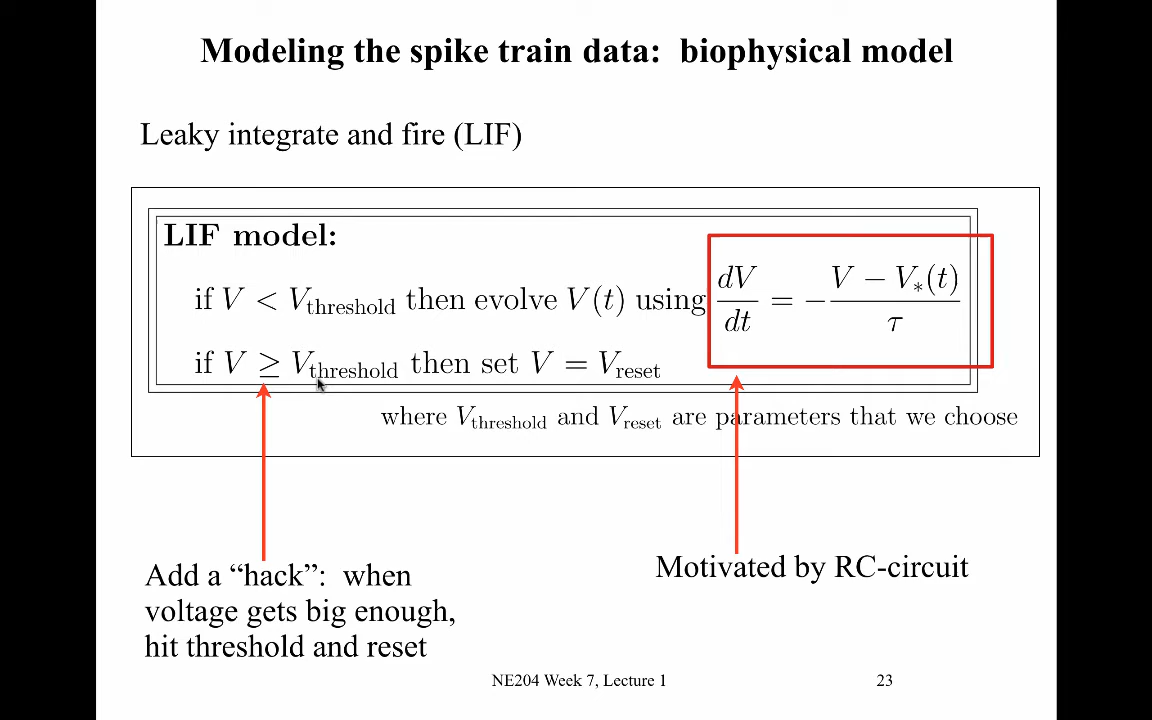 Modeling the spike train data: biophysical model
Leaky integrate and fire (LIF)
LIF model:
if V < V_threshold then evolve V(t) using dV/dt = − (V − V_*(t))/τ
if V ≥ V_threshold then set V = V_reset
where V_threshold and V_reset are parameters that we choose
Add a “hack”: when
voltage gets big enough,
hit threshold and reset
Motivated by RC-circuit
NE204 Week 7, Lecture 1
23